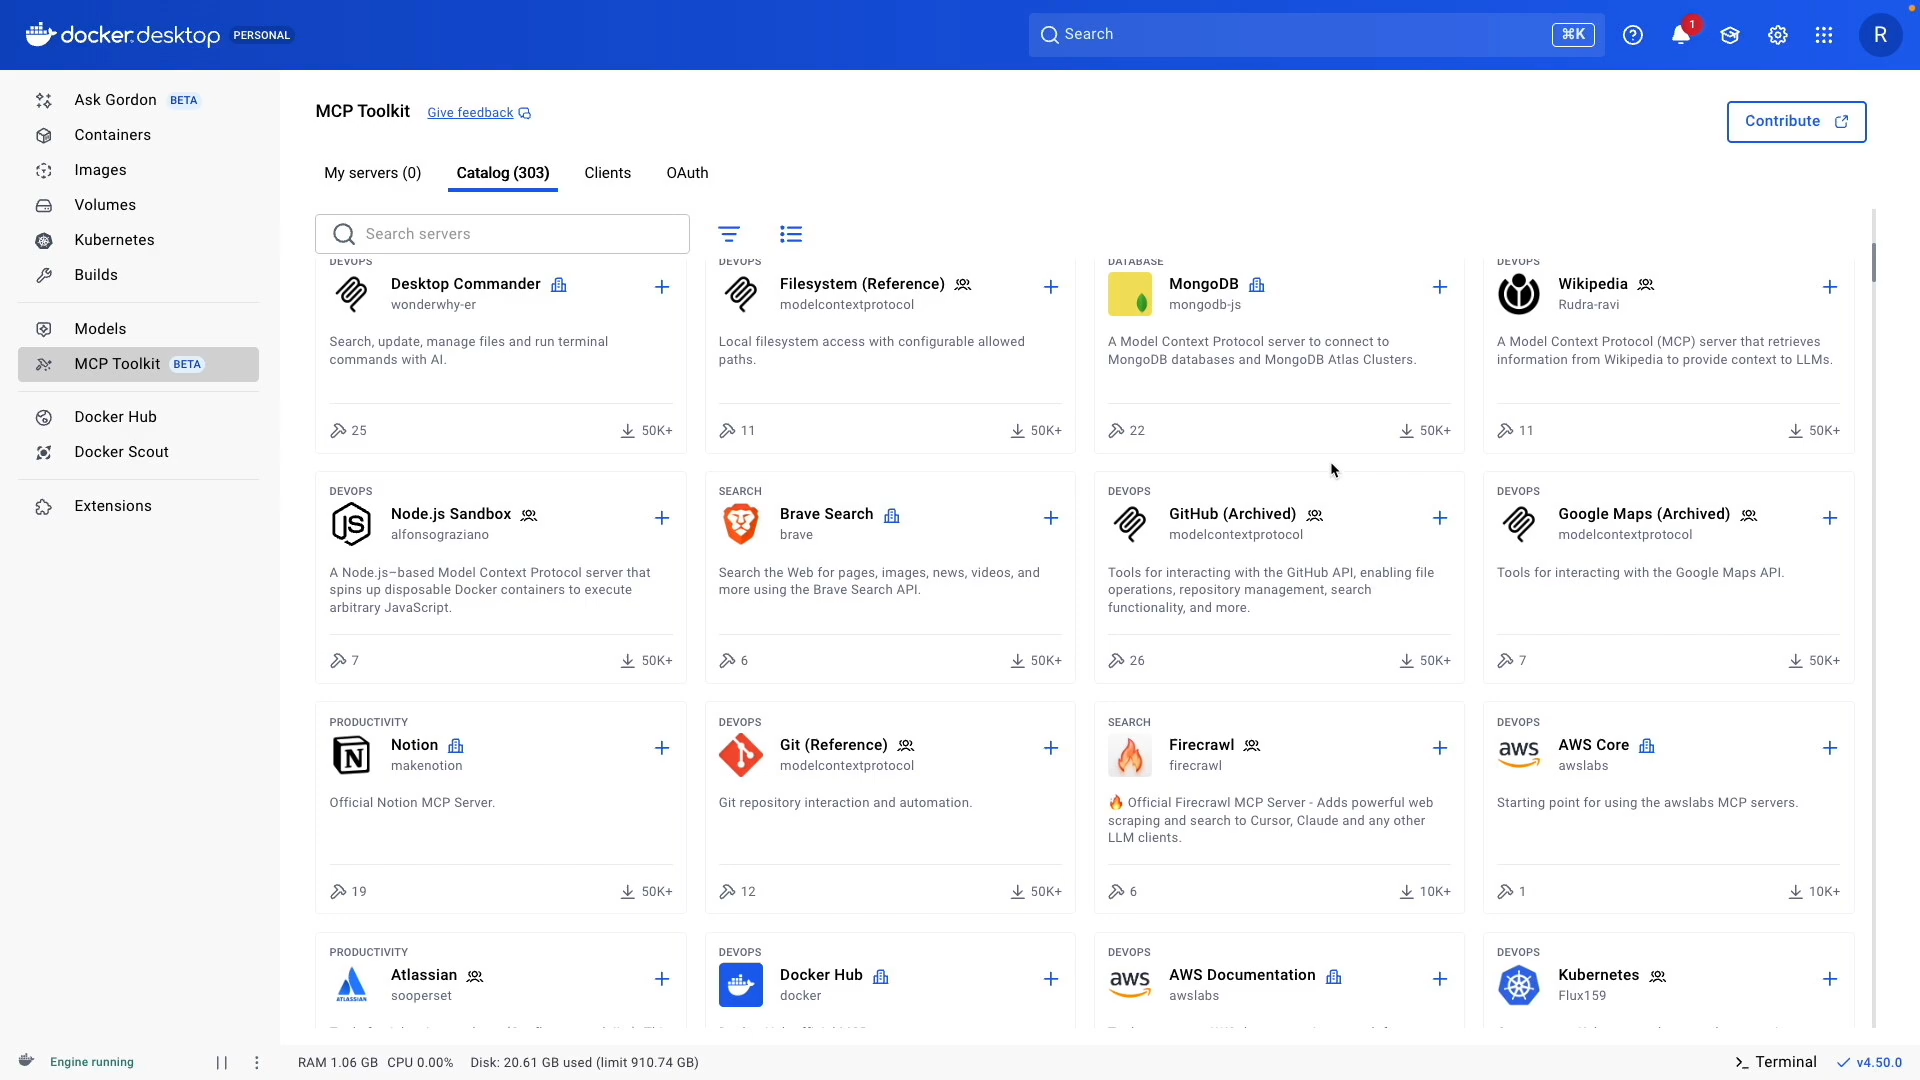 docker desktop PERSONAL
Search
⌘K
1
R
Ask Gordon BETA
Containers
Images
Volumes
Kubernetes
Builds
Models
MCP Toolkit BETA
Docker Hub
Docker Scout
Extensions
MCP Toolkit Give feedback
Contribute
My servers (0) Catalog (303) Clients OAuth
Search servers
DEVOPS
Desktop Commander
wonderwhy-er
Search, update, manage files and run terminal
commands with AI.
25 50K+
DEVOPS
Filesystem (Reference)
modelcontextprotocol
Local filesystem access with configurable allowed
paths.
11 50K+
DATABASE
MongoDB
mongodb-js
A Model Context Protocol server to connect to
MongoDB databases and MongoDB Atlas Clusters.
22 50K+
DEVOPS
Wikipedia
Rudra-ravi
A Model Context Protocol (MCP) server that retrieves
information from Wikipedia to provide context to LLMs.
11 50K+
DEVOPS
JS
Node.js Sandbox
alfonsograziano
A Node.js–based Model Context Protocol server that
spins up disposable Docker containers to execute
arbitrary JavaScript.
7 50K+
SEARCH
Brave Search
brave
Search the Web for pages, images, news, videos, and
more using the Brave Search API.
6 50K+
DEVOPS
GitHub (Archived)
modelcontextprotocol
Tools for interacting with the GitHub API, enabling file
operations, repository management, search
functionality, and more.
26 50K+
DEVOPS
Google Maps (Archived)
modelcontextprotocol
Tools for interacting with the Google Maps API.
7 50K+
PRODUCTIVITY
N
Notion
makenotion
Official Notion MCP Server.
19 50K+
DEVOPS
Git (Reference)
modelcontextprotocol
Git repository interaction and automation.
12 50K+
SEARCH
Firecrawl
firecrawl
🔥 Official Firecrawl MCP Server - Adds powerful web
scraping and search to Cursor, Claude and any other
LLM clients.
6 10K+
DEVOPS
aws
AWS Core
awslabs
Starting point for using the awslabs MCP servers.
1 10K+
PRODUCTIVITY
ATLASSIAN
Atlassian
sooperset
DEVOPS
Docker Hub
docker
DEVOPS
aws
AWS Documentation
awslabs
DEVOPS
Kubernetes
Flux159
Engine running
RAM 1.06 GB CPU 0.00% Disk: 20.61 GB used (limit 910.74 GB)
>_ Terminal
v4.50.0